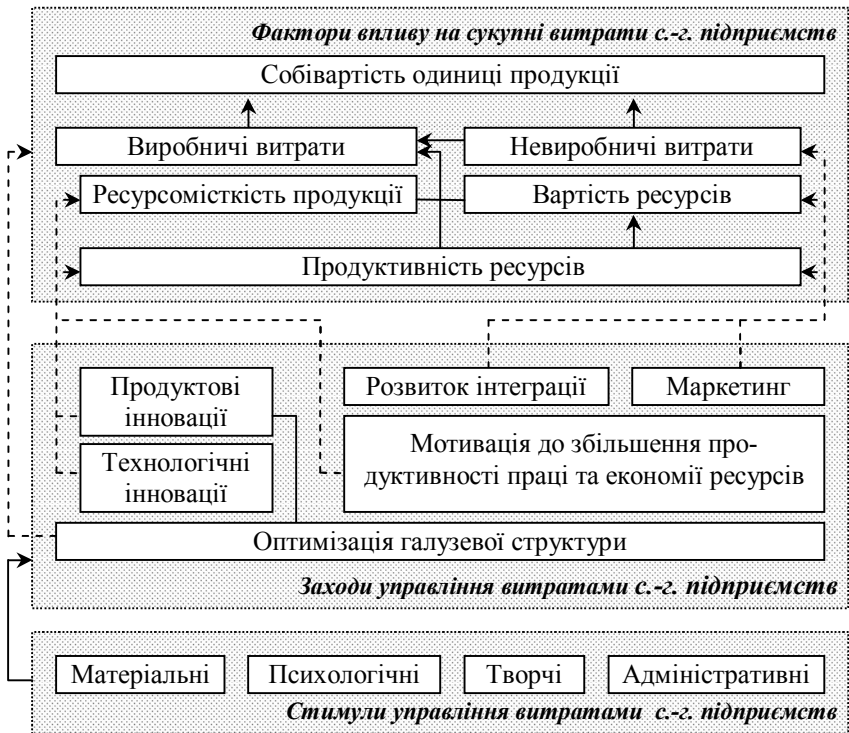 Фактори впливу на сукупні витрати с.-г. підприємств
Собівартість одиниці продукції
Виробничі витрати
Невиробничі витрати
Ресурсомісткість продукції
Вартість ресурсів
Продуктивність ресурсів
Продуктові
інновації
Розвиток інтеграції
Маркетинг
Мотивація до збільшення про-
дуктивності праці та економії ресурсів
Технологічні
інновації
Оптимізація галузевої структури
Заходи управління витратами с.-г. підприємств
Матеріальні
Психологічні
Творчі
Адміністративні
Стимули управління витратами с.-г. підприємств